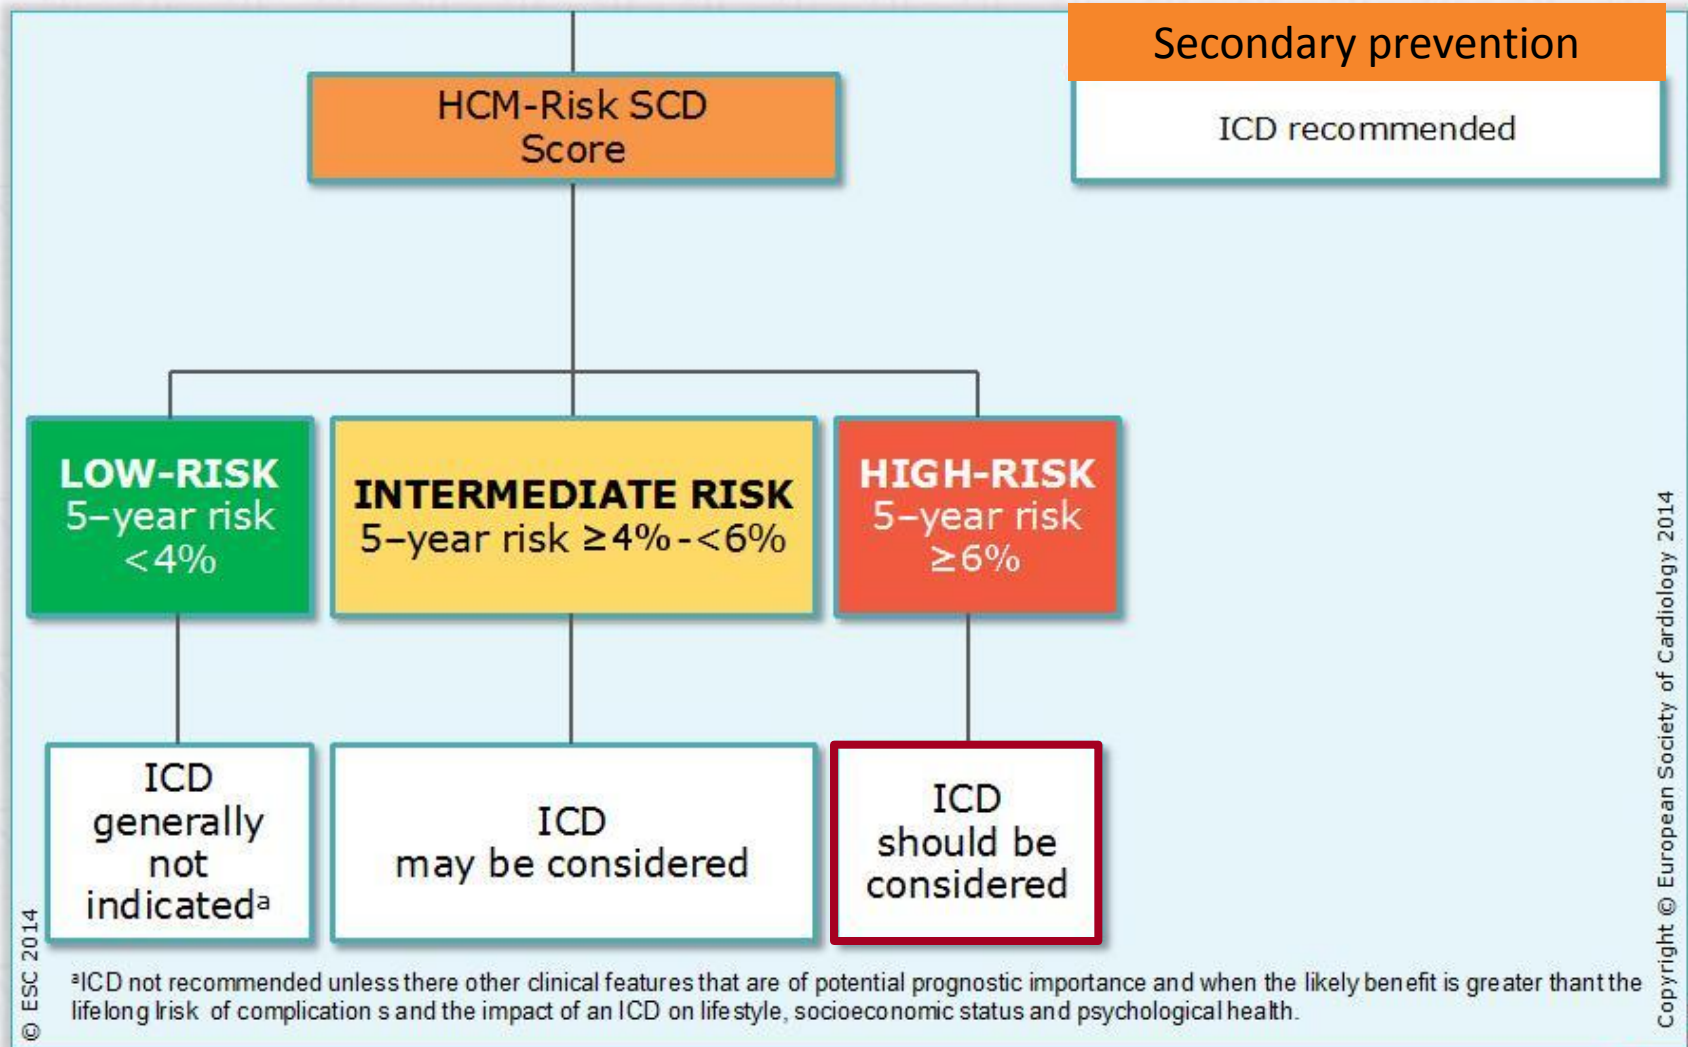 Secondary prevention
ICD recommended
HCM-Risk SCD
Score
LOW-RISK
5–year risk
<4%
INTERMEDIATE RISK
5–year risk ≥4%-<6%
HIGH-RISK
5–year risk
≥6%
ICD
generally
not
indicatedᵃ
ICD
may be considered
ICD
should be
considered
ᵃICD not recommended unless there other clinical features that are of potential prognostic importance and when the likely benefit is greater thant the
lifelong lrisk of complication s and the impact of an ICD on lifestyle, socioeconomic status and psychological health.
© ESC 2014
Copyright © European Society of Cardiology 2014